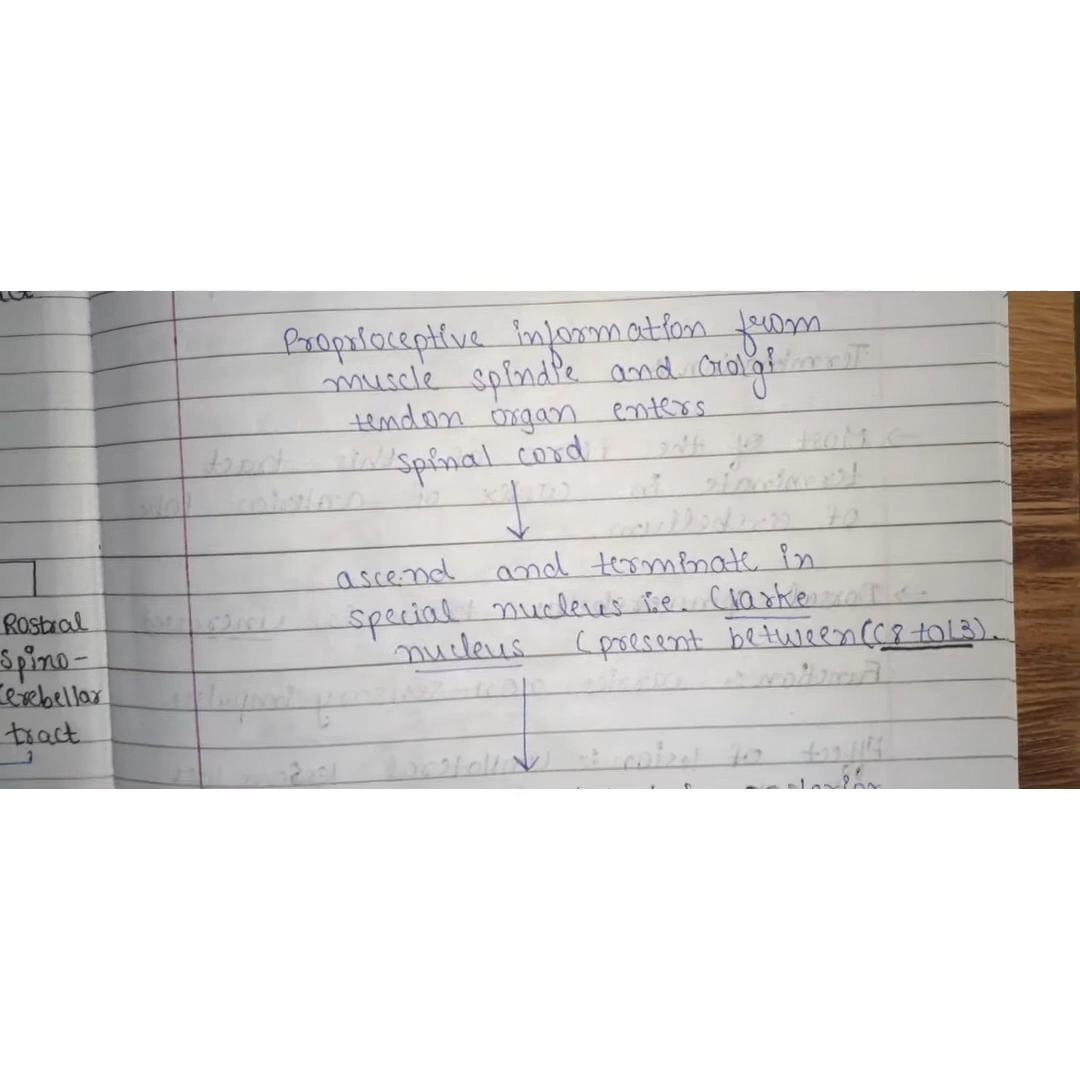 Proprioceptive information from
muscle spindle and Golgi
tendon organ enters
spinal cord
ascend and terminate in
special nucleus i.e. Clarke
nucleus (present between (C8 to L3).
Rostral
Spino-
Cerebellar
tract